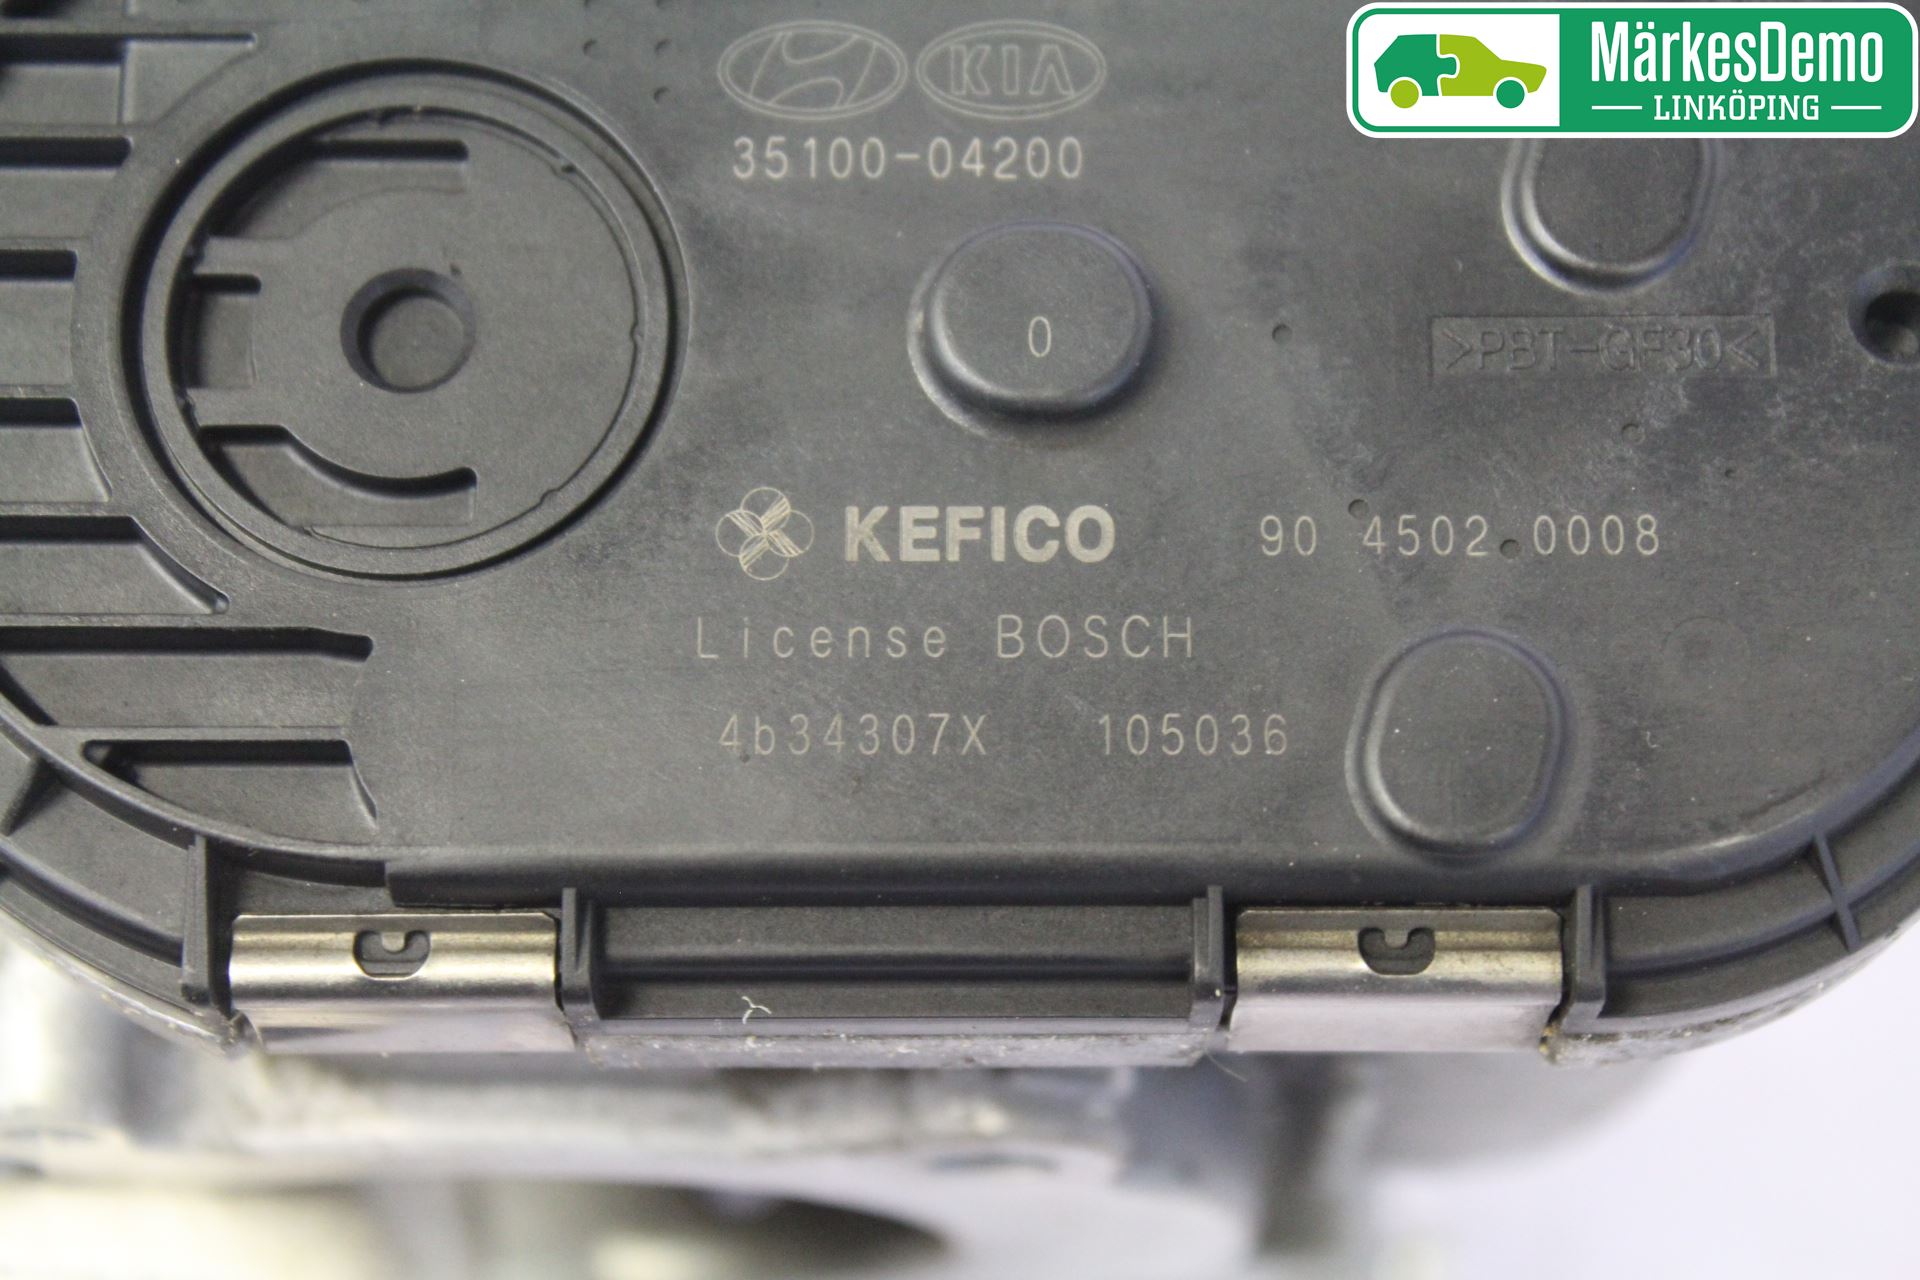 MärkesDemo
LINKÖPING
KIA
35100-04200
0
>PBT-GF30<
KEFICO 90 4502 0008
License BOSCH
4b34307X 105036